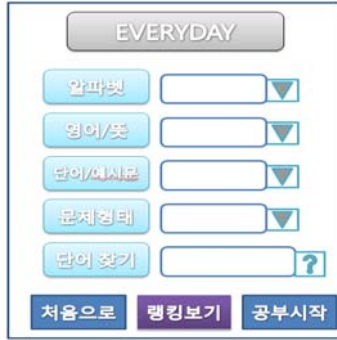 EVERYDAY
알파벳
영어/뜻
단어/예시문
문제형태
단어 찾기
?
처음으로 랭킹보기 공부시작